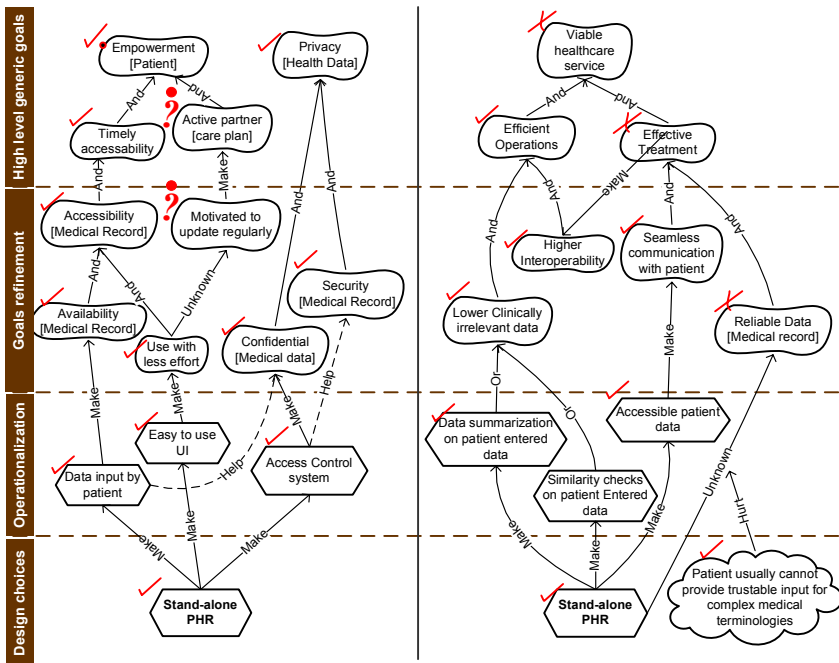 High level generic goals
Empowerment
[Patient]
Privacy
[Health Data]
Viable
healthcare
service
And
And
And
And
?
Timely
accessability
Active partner
[care plan]
Efficient
Operations
Effective
Treatment
And
Make
And
And
Make
And
And
And
And
Goals refinement
?
Accessibility
[Medical Record]
Motivated to
update regularly
Higher
Interoperability
Seamless
communication
with patient
And
And
Unknown
Security
[Medical Record]
Availability
[Medical Record]
Use with
less effort
Confidential
[Medical data]
Lower Clinically
irrelevant data
Reliable Data
[Medical record]
Make
Make
Make
Help
Help
Or
Or
Make
Operationalization
Easy to use
UI
Data input by
patient
Access Control
system
Data summarization
on patient entered
data
Similarity checks
on patient Entered
data
Accessible patient
data
Unknown
Hurt
Make
Make
Make
Make
Make
Make
Design choices
Stand-alone
PHR
Stand-alone
PHR
Patient usually cannot
provide trustable input for
complex medical
terminologies